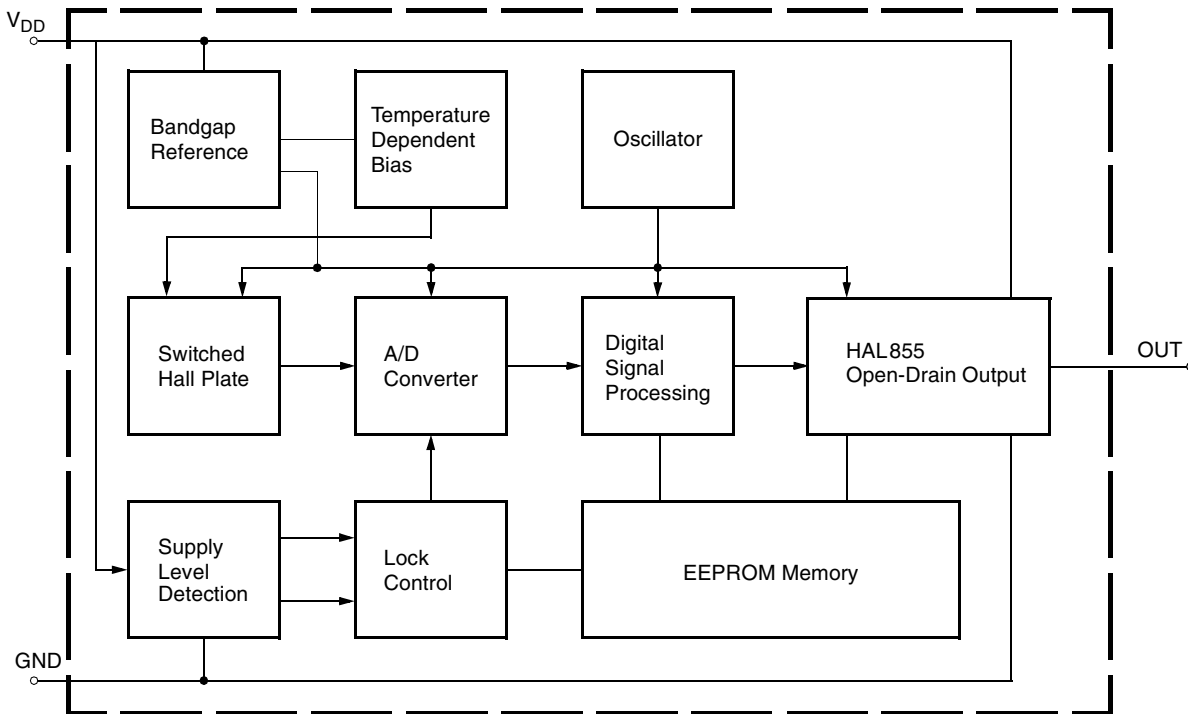 VDD
Bandgap
Reference
Temperature
Dependent
Bias
Oscillator
Switched
Hall Plate
A/D
Converter
Digital
Signal
Processing
HAL855
Open-Drain Output
OUT
Supply
Level
Detection
Lock
Control
EEPROM Memory
GND